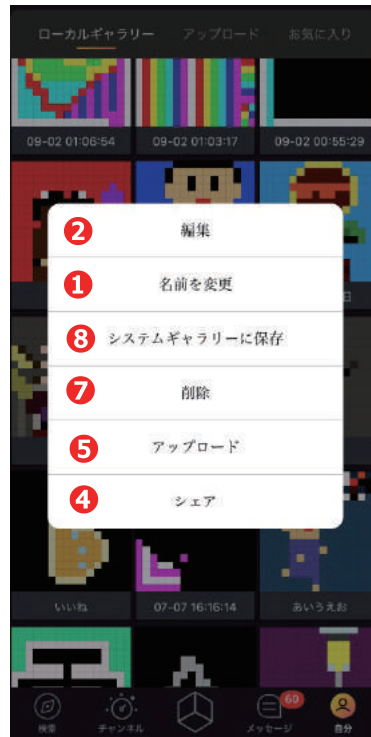 ローカルギャラリー アップロード お気に入り
09-02 01:06:54 09-02 01:03:17 09-02 00:55:29
2 編集
1 名前を変更
8 システムギャラリーに保存
日
7 削除
5 アップロード
4 シェア
いいね 07-07 16:16:14 あいうえお
60
検索 チャンネル メッセージ 自分